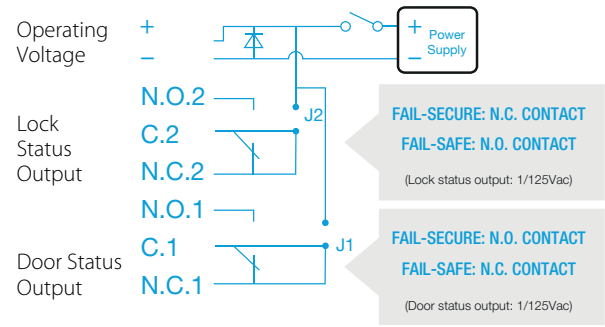 Operating
Voltage
+
−
+
−
Power
Supply
Lock
Status
Output
N.O.2
C.2
N.C.2
J2
FAIL-SECURE: N.C. CONTACT
FAIL-SAFE: N.O. CONTACT
(Lock status output: 1/125Vac)
Door Status
Output
N.O.1
C.1
N.C.1
J1
FAIL-SECURE: N.O. CONTACT
FAIL-SAFE: N.C. CONTACT
(Door status output: 1/125Vac)